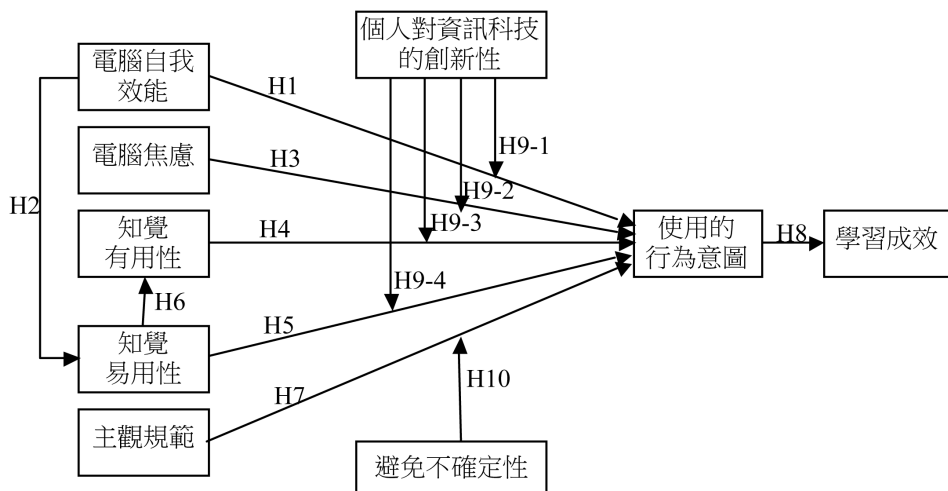 個人對資訊科技
的創新性
電腦自我
效能
H1
H9-1
電腦焦慮
H3
H9-2
H2
知覺
有用性
H4
H9-3
使用的
行為意圖
H8
學習成效
H6
H9-4
知覺
易用性
H5
H7
H10
主觀規範
避免不確定性